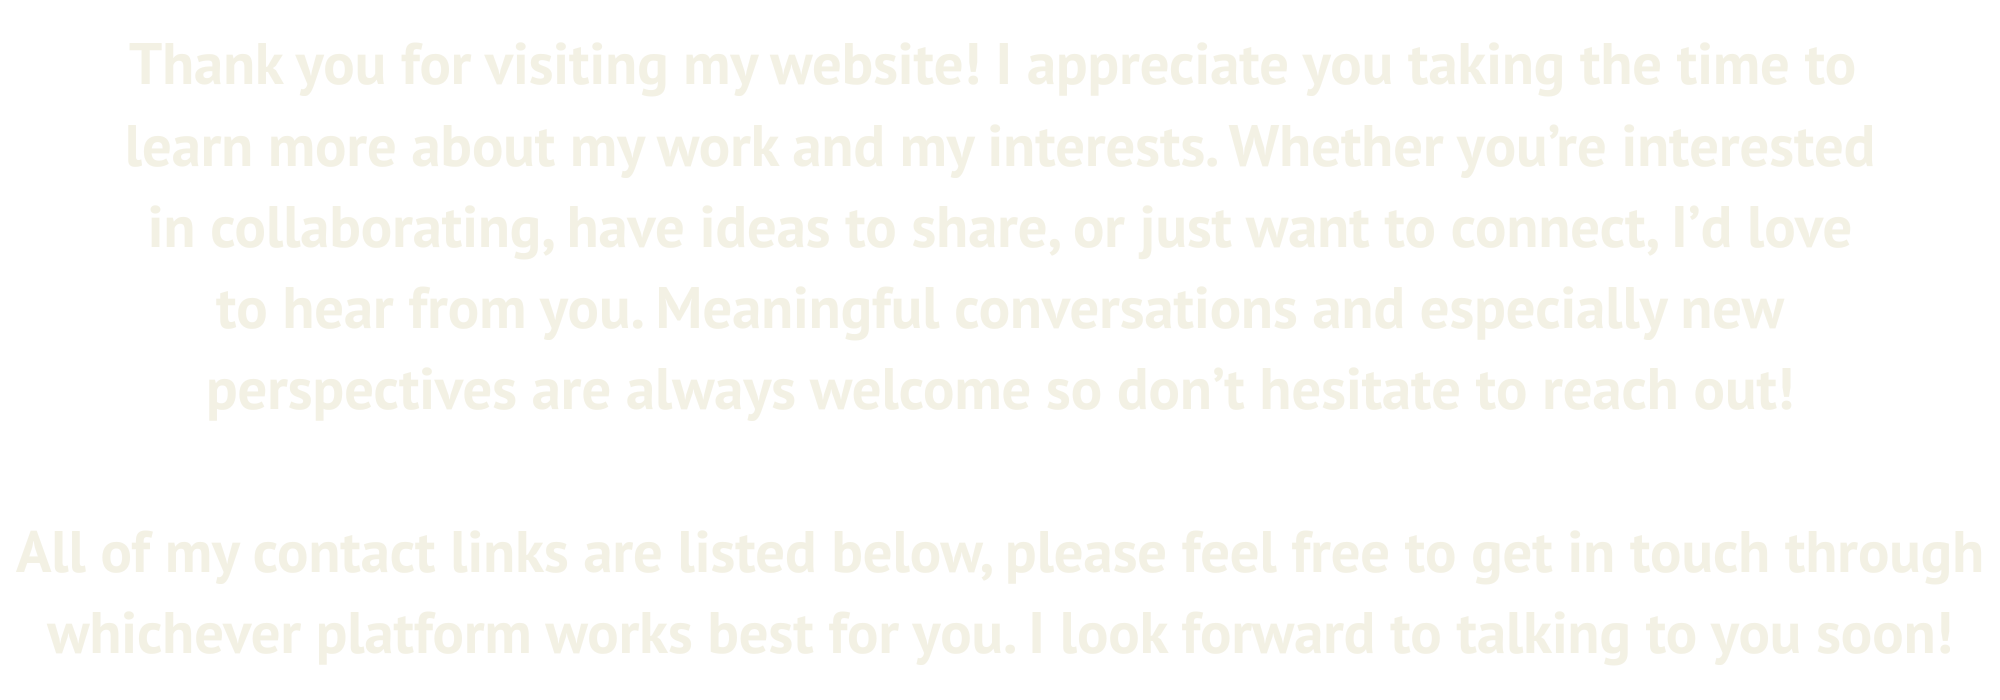 Thank you for visiting my website! I appreciate you taking the time to
learn more about my work and my interests. Whether you’re interested
in collaborating, have ideas to share, or just want to connect, I’d love
to hear from you. Meaningful conversations and especially new
perspectives are always welcome so don’t hesitate to reach out!
All of my contact links are listed below, please feel free to get in touch through
whichever platform works best for you. I look forward to talking to you soon!